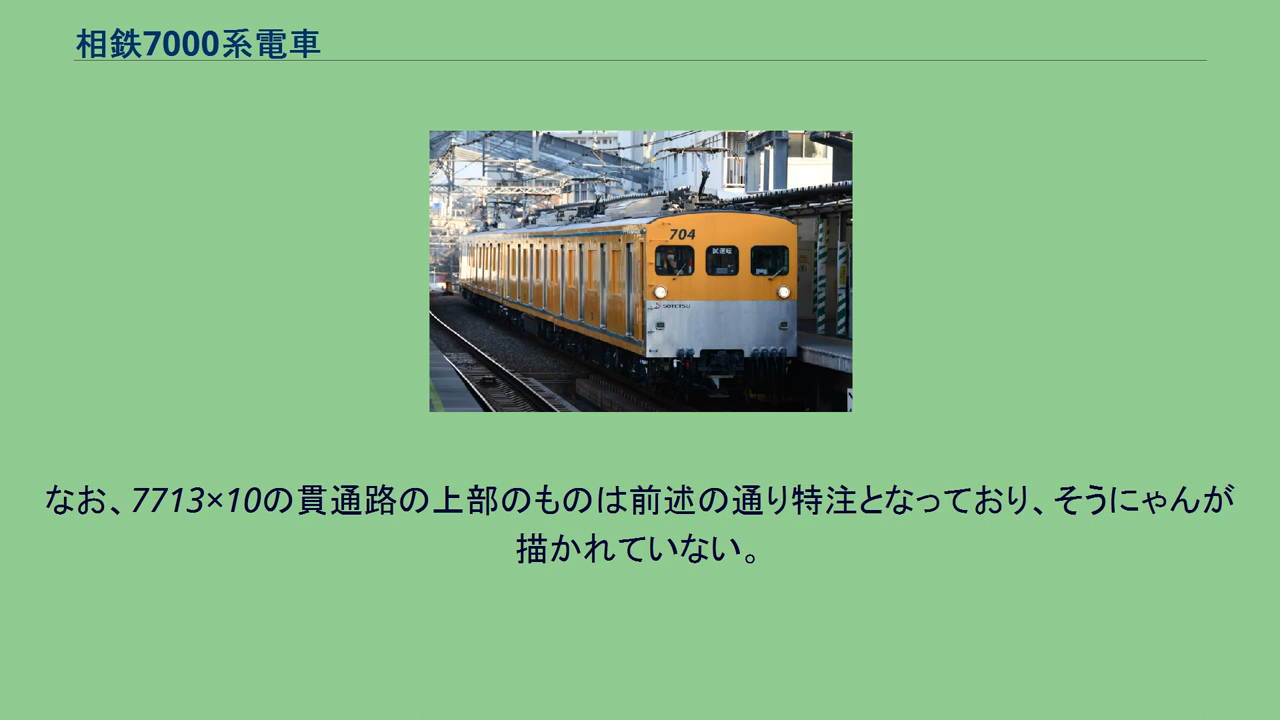 相鉄7000系電車
704
試運転
SOTETSU
なお、7713×10の貫通路の上部のものは前述の通り特注となっており、そうにゃんが
描かれていない。